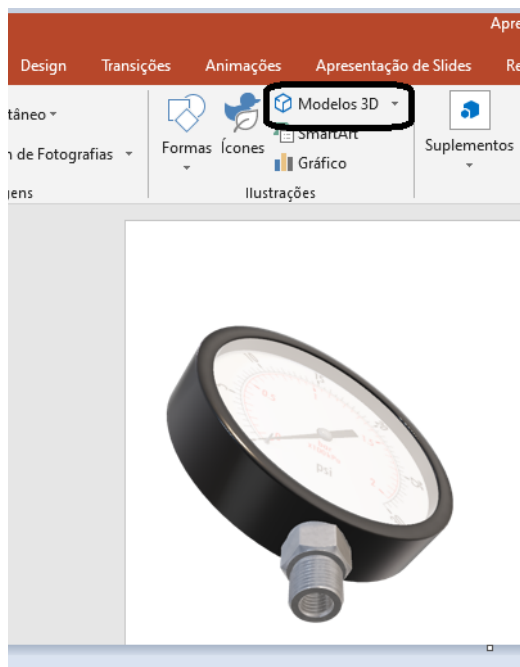 Apre
Design Transições Animações Apresentação de Slides Re
tâneo
n de Fotografias
Formas Ícones
Modelos 3D
SmartArt
Gráfico
Suplementos
gens
Ilustrações
psi